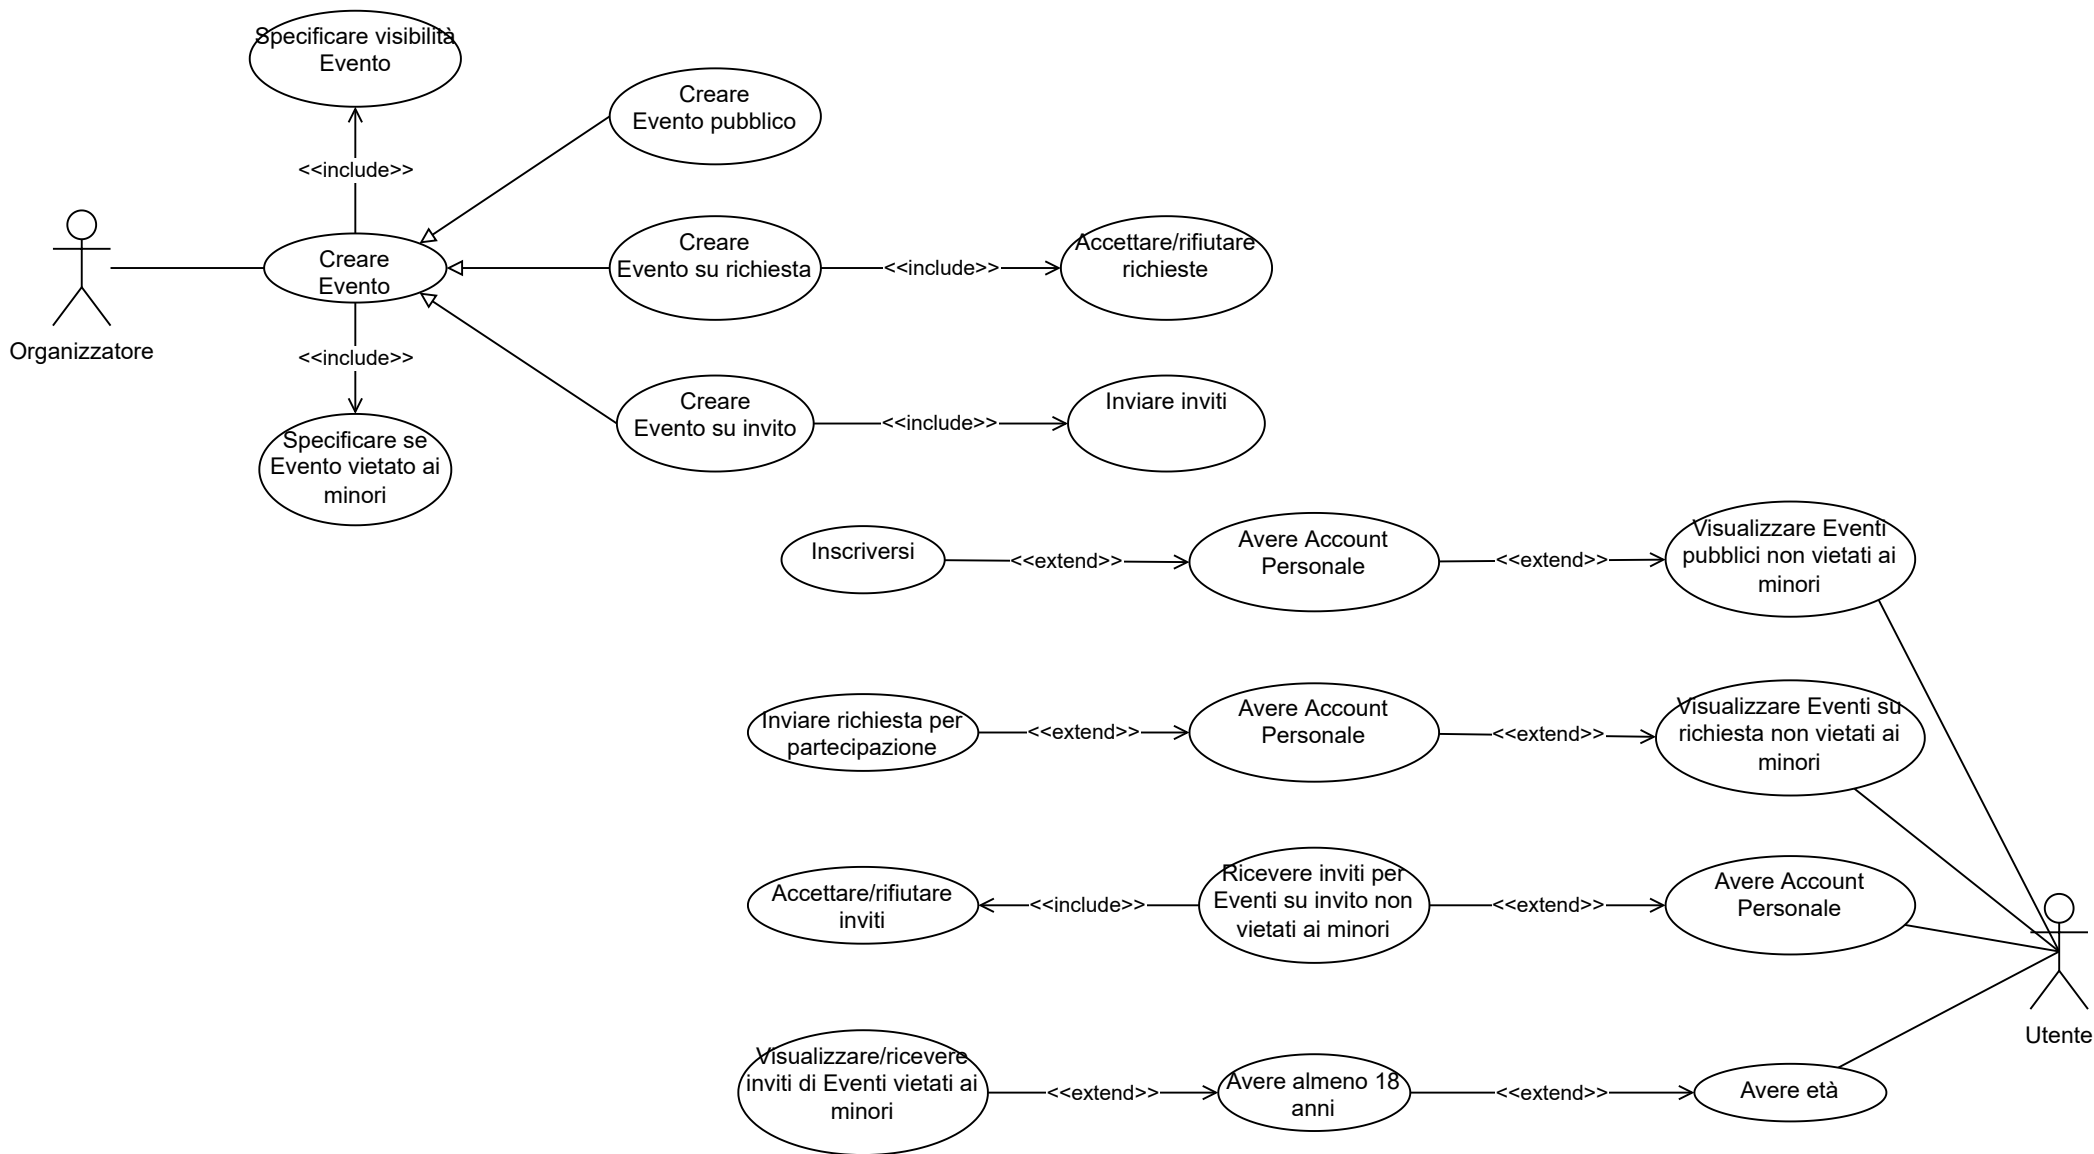 Specificare visibilità
Evento
<<include>>
Creare
Evento pubblico
Creare
Evento su richiesta
<<include>>
Accettare/rifiutare
richieste
Creare
Evento
Organizzatore
<<include>>
Creare
Evento su invito
<<include>>
Inviare inviti
Specificare se
Evento vietato ai
minori
Inscriversi
<<extend>>
Avere Account
Personale
<<extend>>
Visualizzare Eventi
pubblici non vietati ai
minori
Inviare richiesta per
partecipazione
<<extend>>
Avere Account
Personale
<<extend>>
Visualizzare Eventi su
richiesta non vietati ai
minori
Accettare/rifiutare
inviti
<<include>>
Ricevere inviti per
Eventi su invito non
vietati ai minori
<<extend>>
Avere Account
Personale
Utente
Visualizzare/ricevere
inviti di Eventi vietati ai
minori
<<extend>>
Avere almeno 18
anni
<<extend>>
Avere età